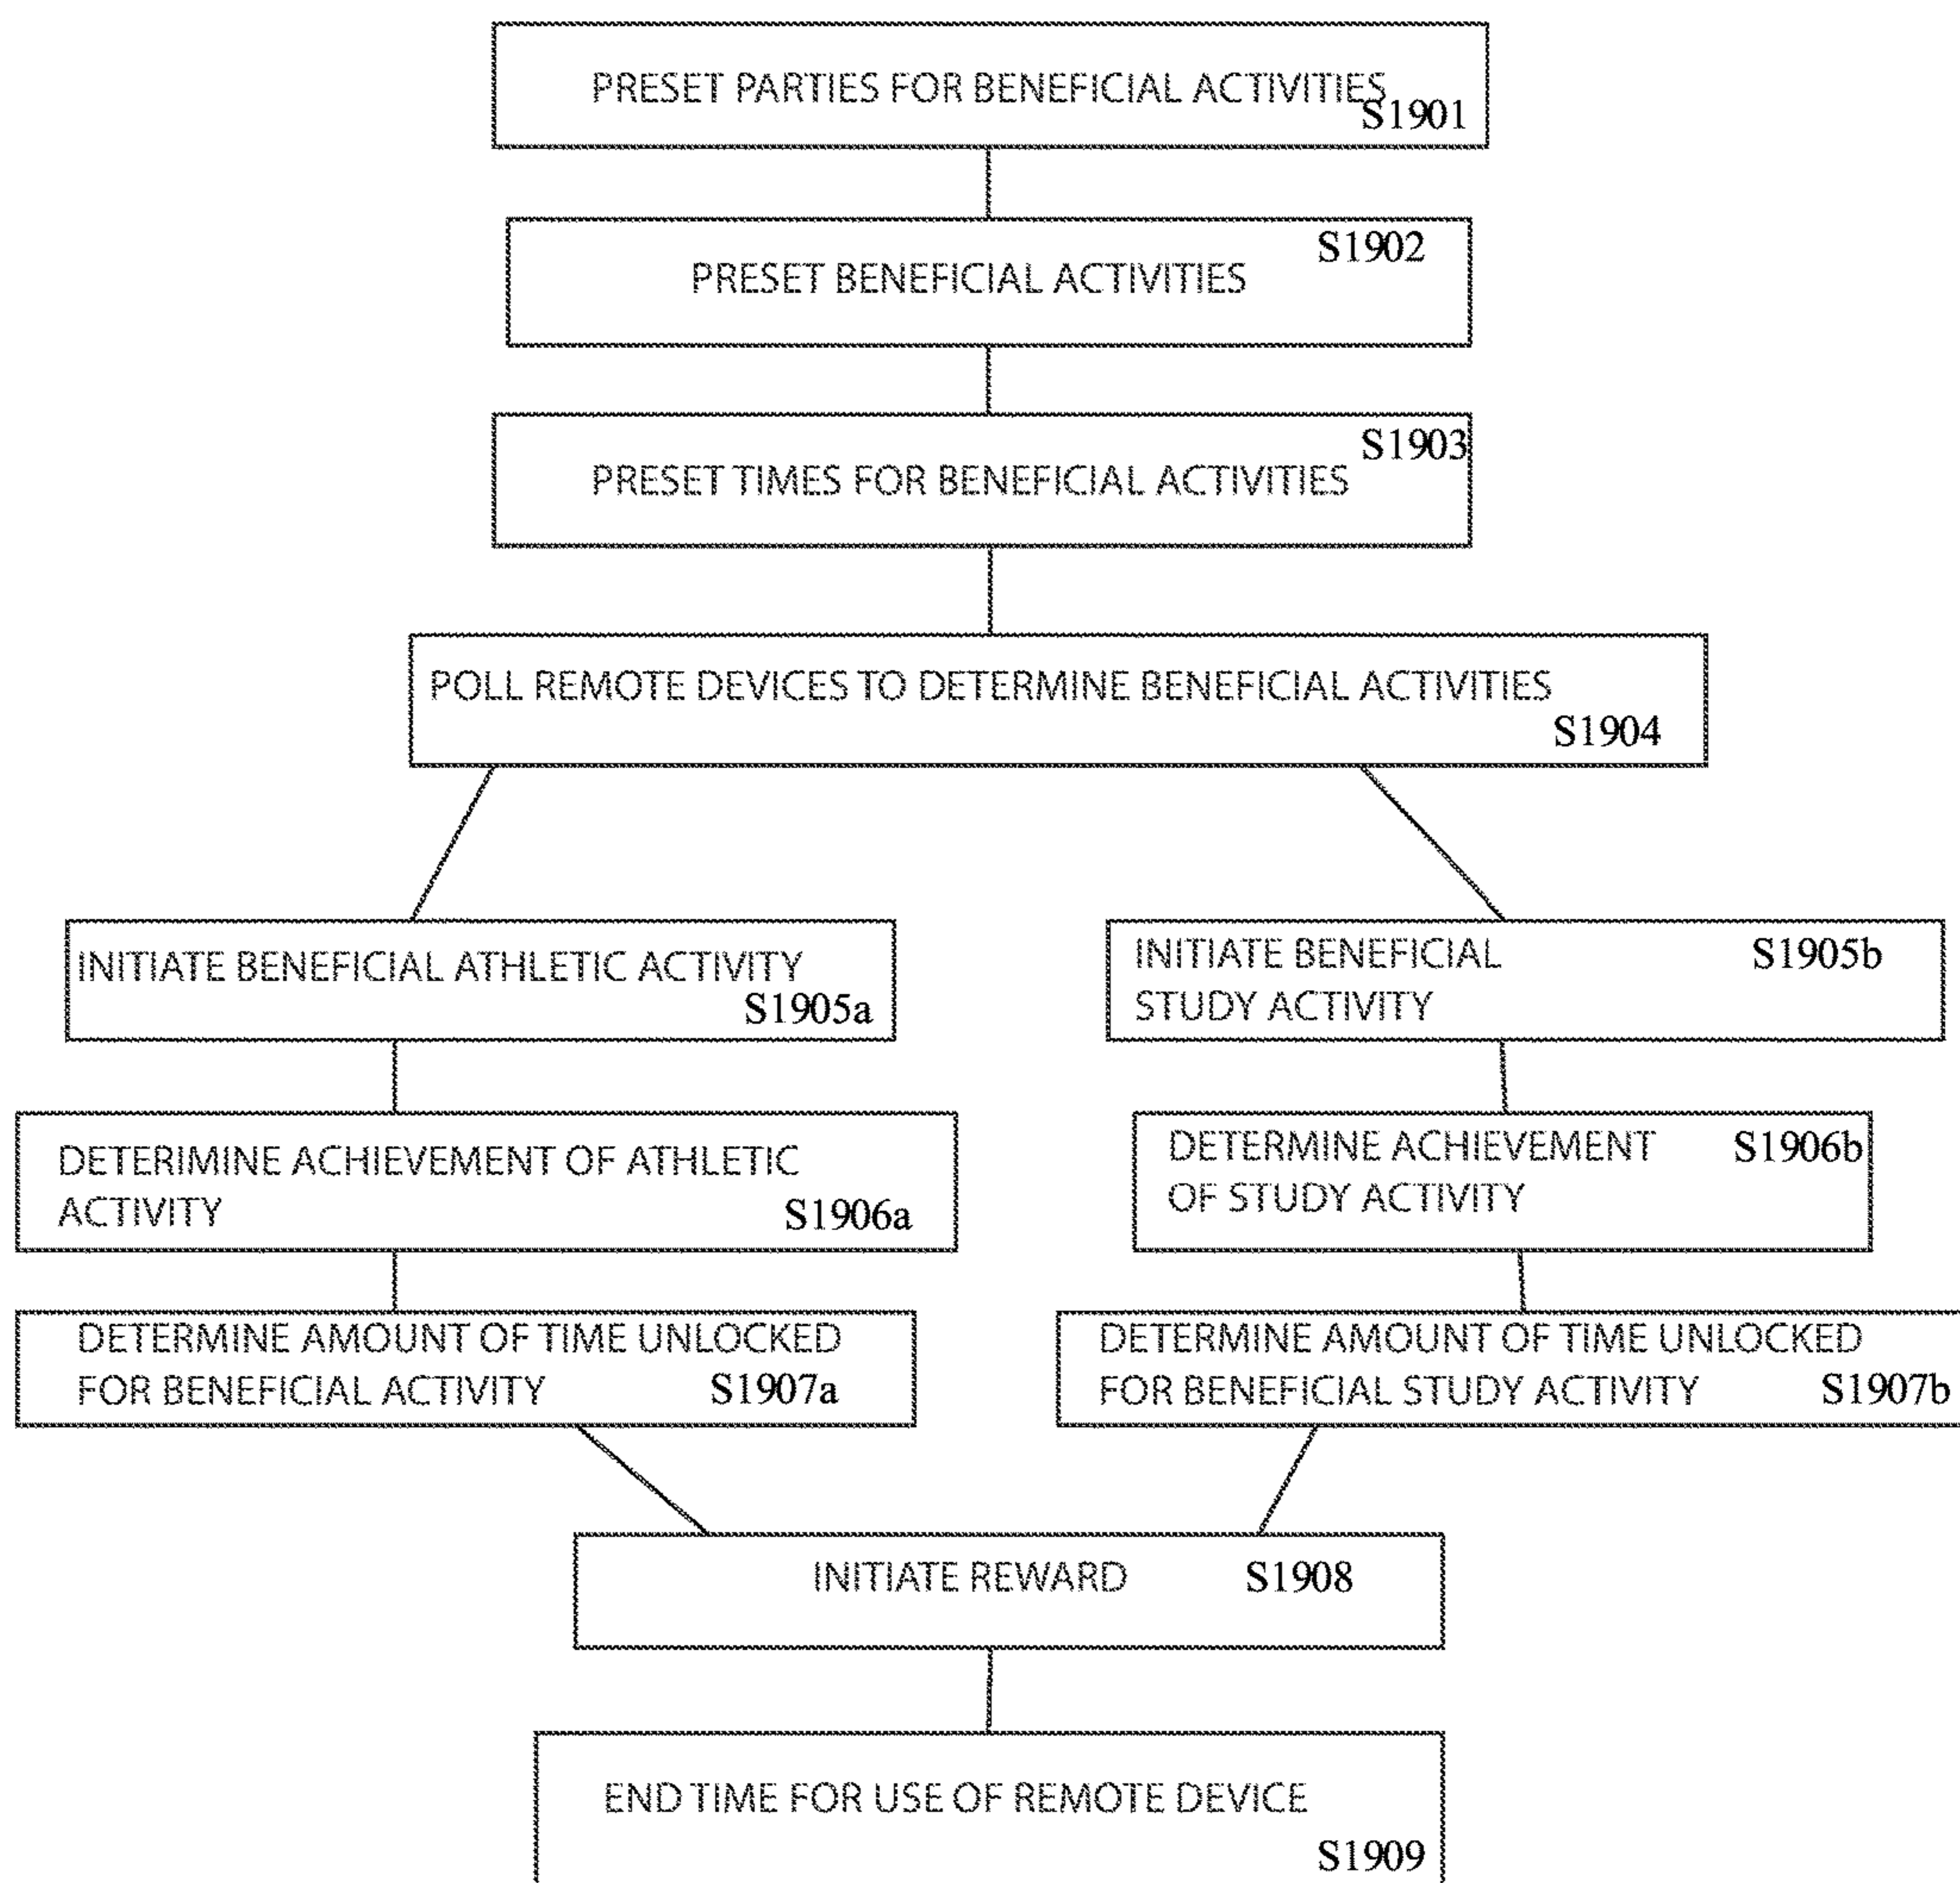 PRESET PARTIES FOR BENEFICIAL ACTIVITIES
S1901
S1902
PRESET BENEFICIAL ACTIVITIES
S1903
PRESET TIMES FOR BENEFICIAL ACTIVITIES
POLL REMOTE DEVICES TO DETERMINE BENEFICIAL ACTIVITIES
S1904
INITIATE BENEFICIAL ATHLETIC ACTIVITY
S1905a
INITIATE BENEFICIAL S1905b
STUDY ACTIVITY
DETERIMINE ACHIEVEMENT OF ATHLETIC
ACTIVITY S1906a
DETERMINE ACHIEVEMENT S1906b
OF STUDY ACTIVITY
DETERMINE AMOUNT OF TIME UNLOCKED
FOR BENEFICIAL ACTIVITY S1907a
DETERMINE AMOUNT OF TIME UNLOCKED
FOR BENEFICIAL STUDY ACTIVITY S1907b
INITIATE REWARD S1908
END TIME FOR USE OF REMOTE DEVICE
S1909